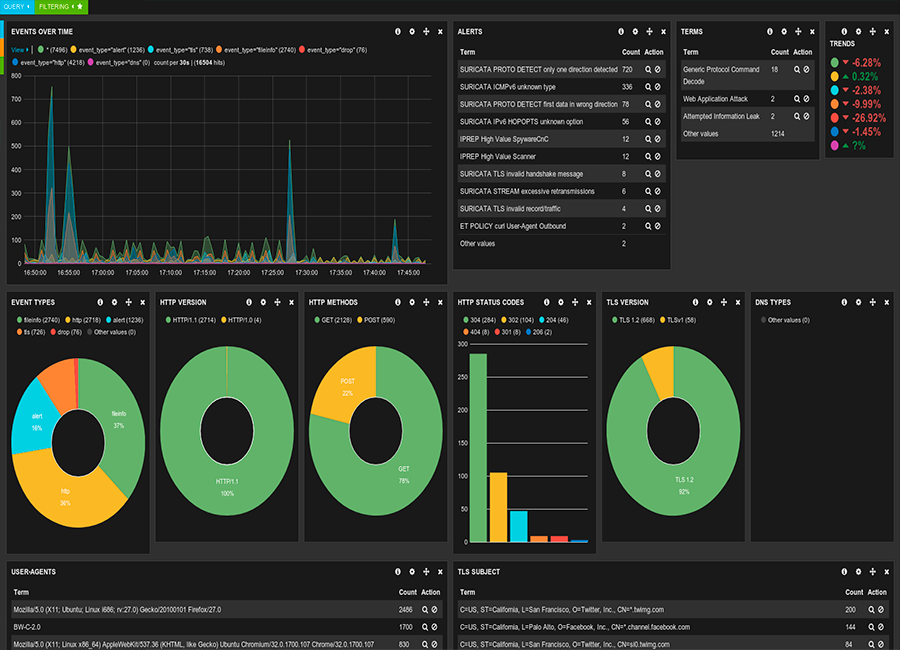 QUERY FILTERING
EVENTS OVER TIME
View * (7496) event_type="alert" (1236) event_type="tls" (738) event_type="fileinfo" (2740) event_type="drop" (76)
event_type="http" (4218) event_type="dns" (0) count per 30s | (16504 hits)
800
700
600
500
400
300
200
100
0
16:50:00 16:55:00 17:00:00 17:05:00 17:10:00 17:15:00 17:20:00 17:25:00 17:30:00 17:35:00 17:40:00 17:45:00
ALERTS
Term Count Action
SURICATA PROTO DETECT only one direction detected 720
SURICATA ICMPv6 unknown type 336
SURICATA PROTO DETECT first data in wrong direction 78
SURICATA IPv6 HOPOPTS unknown option 56
IPREP High Value SpywareCnC 12
IPREP High Value Scanner 12
SURICATA TLS invalid handshake message 8
SURICATA STREAM excessive retransmissions 6
SURICATA TLS invalid record/traffic 4
ET POLICY curl User-Agent Outbound 2
Other values 2
TERMS
Term Count Action
Generic Protocol Command Decode 18
Web Application Attack 2
Attempted Information Leak 2
Other values 1214
TRENDS
-6.28%
0.32%
-2.38%
-9.99%
-26.92%
-1.45%
?%
EVENT TYPES
fileinfo (2740) http (2718) alert (1236)
tls (726) drop (76) Other values (0)
fileinfo
37%
alert
16%
http
36%
HTTP VERSION
HTTP/1.1 (2714) HTTP/1.0 (4)
HTTP/1.1
100%
HTTP METHODS
GET (2128) POST (590)
POST
22%
GET
78%
HTTP STATUS CODES
304 (284) 302 (104) 204 (46)
404 (8) 301 (8) 206 (2)
300
250
200
150
100
50
0
TLS VERSION
TLS 1.2 (668) TLSv1 (58)
TLS 1.2
92%
DNS TYPES
Other values (0)
USER-AGENTS
Term Count Action
Mozilla/5.0 (X11; Ubuntu; Linux i686; rv:27.0) Gecko/20100101 Firefox/27.0 2486
BW-C-2.0 1700
Mozilla/5.0 (X11; Linux x86_64) AppleWebKit/537.36 (KHTML, like Gecko) Ubuntu Chromium/32.0.1700.107 Chrome/32.0.1700.107 830
TLS SUBJECT
Term Count Action
C=US, ST=California, L=San Francisco, O=Twitter, Inc., CN=*.twimg.com 200
C=US, ST=California, L=Palo Alto, O=Facebook, Inc., CN=*.channel.facebook.com 144
C=US, ST=California, L=San Francisco, O=Twitter, Inc., CN=si0.twimg.com 84